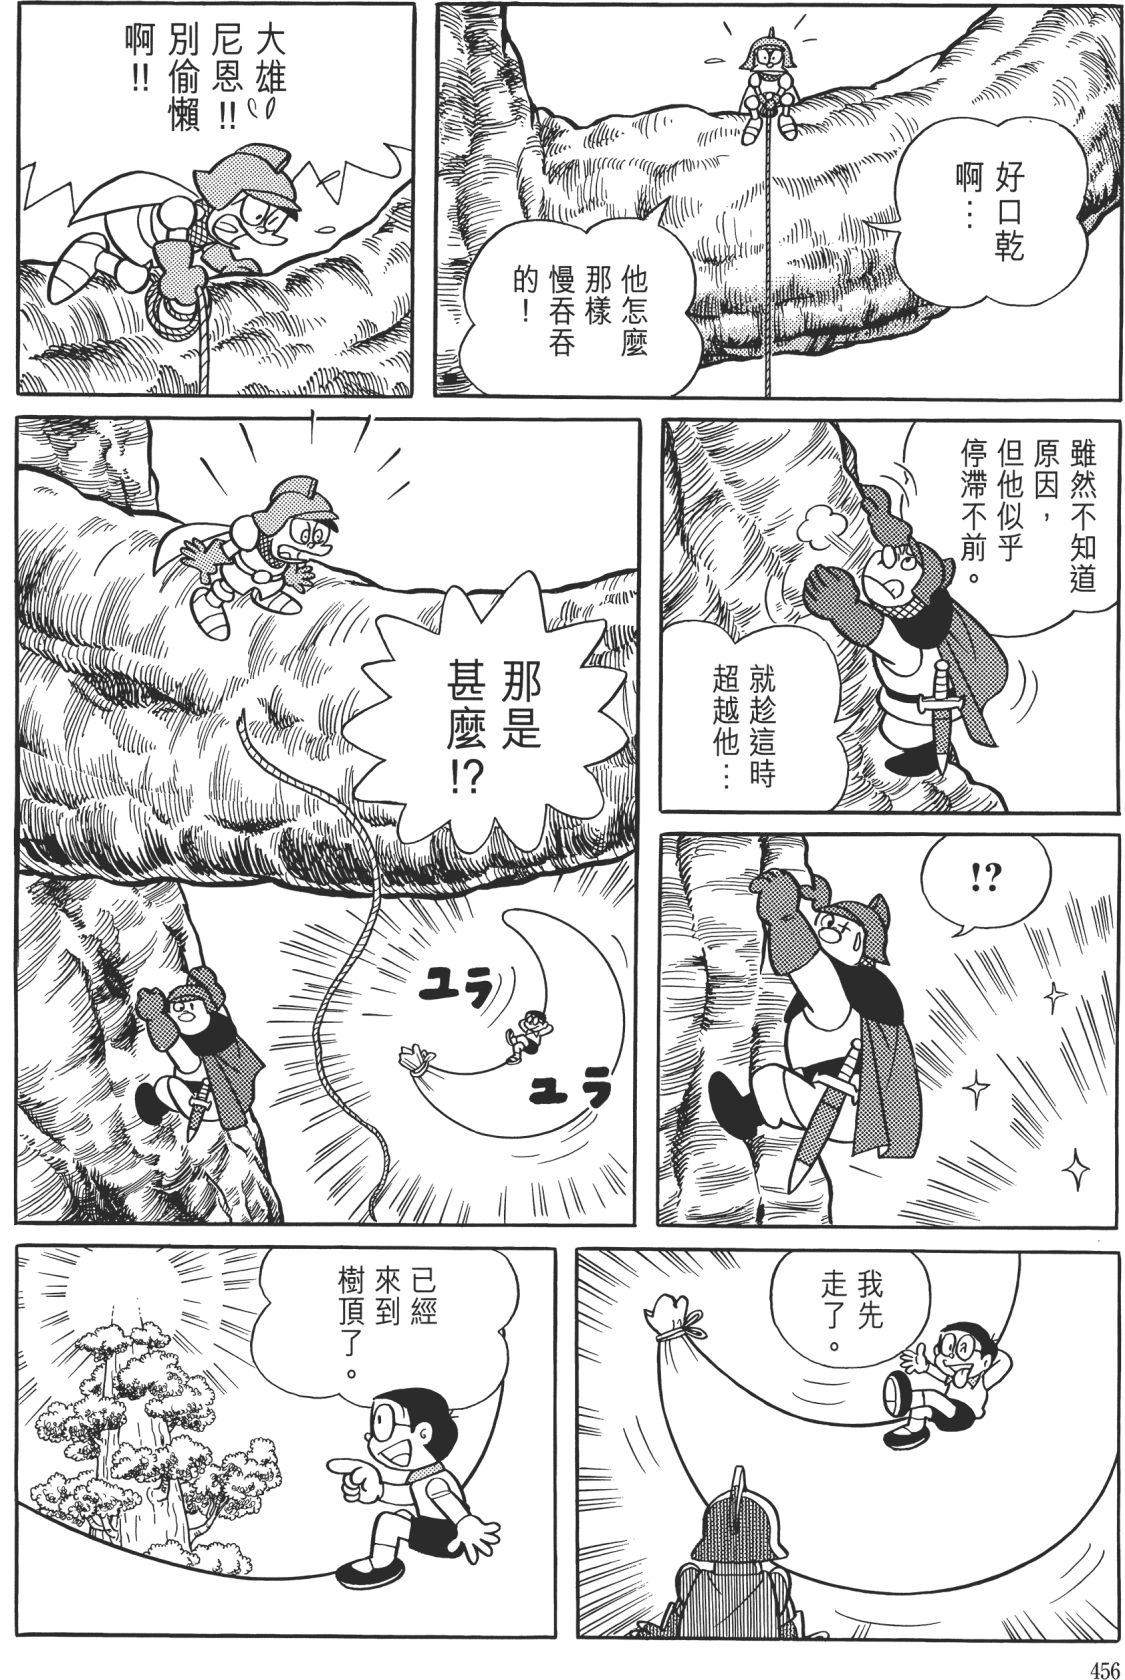 好口乾
啊…
他怎麼
那樣
慢吞吞
的！
大雄
尼恩!!
別偷懶
啊!!
雖然不知道
原因，
但他似乎
停滯不前。
就趁這時
超越他…
!?
那是
甚麼!?
ユラ
ユラ
我先
走了。
已經
來到
樹頂了。
456